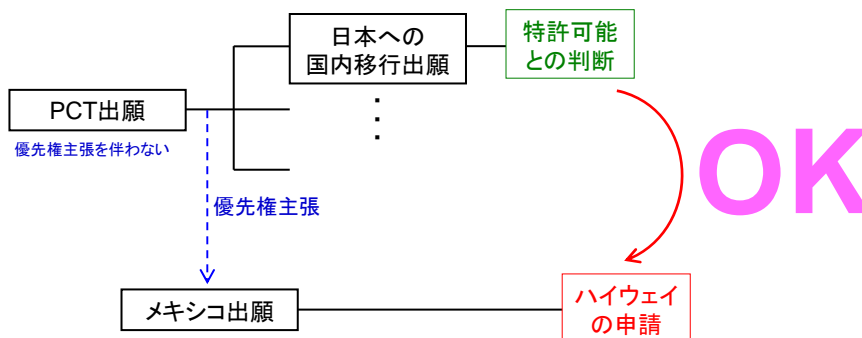 日本への
国内移行出願
特許可能
との判断
PCT出願
優先権主張を伴わない
優先権主張
OK
メキシコ出願
ハイウェイ
の申請